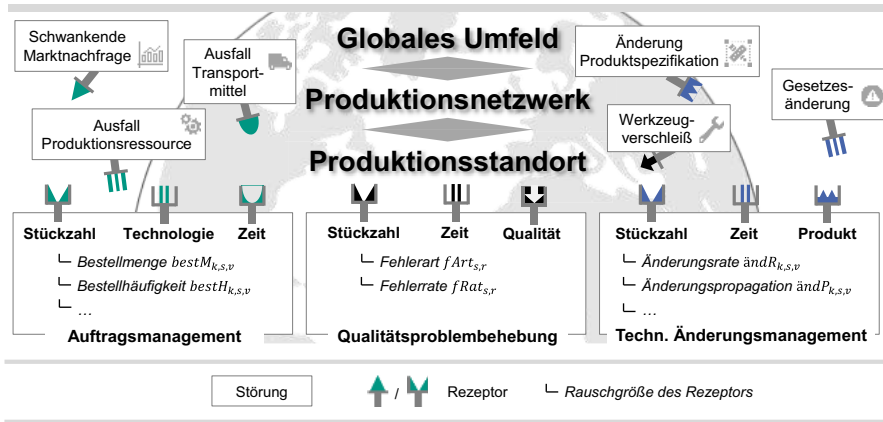 Globales Umfeld
Produktionsnetzwerk
Produktionsstandort
Schwankende
Marktnachfrage
Ausfall
Transport-
mittel
Ausfall
Produktionsressource
Änderung
Produktspezifikation
Gesetzes-
änderung
Werkzeug-
verschleiß
Stückzahl Technologie Zeit
Bestellmenge bestM_{k,s,v}
Bestellhäufigkeit bestH_{k,s,v}
…
Auftragsmanagement
Stückzahl Zeit Qualität
Fehlerart fArt_{s,r}
Fehlerrate fRat_{s,r}
Qualitätsproblembehebung
Stückzahl Zeit Produkt
Änderungsrate ändR_{k,s,v}
Änderungspropagation ändP_{k,s,v}
…
Techn. Änderungsmanagement
Störung / Rezeptor Rauschgröße des Rezeptors